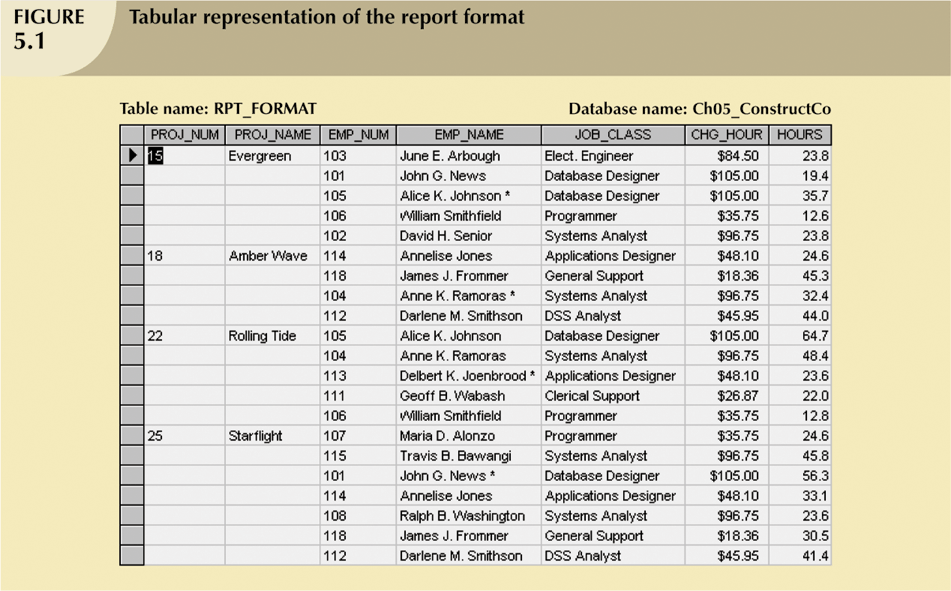 FIGURE 5.1
Tabular representation of the report format
Table name: RPT_FORMAT Database name: Ch05_ConstructCo
PROJ_NUM PROJ_NAME EMP_NUM EMP_NAME JOB_CLASS CHG_HOUR HOURS
15 Evergreen 103 June E. Arbough Elect. Engineer $84.50 23.8
101 John G. News Database Designer $105.00 19.4
105 Alice K. Johnson * Database Designer $105.00 35.7
106 William Smithfield Programmer $35.75 12.6
102 David H. Senior Systems Analyst $96.75 23.8
18 Amber Wave 114 Annelise Jones Applications Designer $48.10 24.6
118 James J. Frommer General Support $18.36 45.3
104 Anne K. Ramoras * Systems Analyst $96.75 32.4
112 Darlene M. Smithson DSS Analyst $45.95 44.0
22 Rolling Tide 105 Alice K. Johnson Database Designer $105.00 64.7
104 Anne K. Ramoras Systems Analyst $96.75 48.4
113 Delbert K. Joenbrood * Applications Designer $48.10 23.6
111 Geoff B. Wabash Clerical Support $26.87 22.0
106 William Smithfield Programmer $35.75 12.8
25 Starflight 107 Maria D. Alonzo Programmer $35.75 24.6
115 Travis B. Bawangi Systems Analyst $96.75 45.8
101 John G. News * Database Designer $105.00 56.3
114 Annelise Jones Applications Designer $48.10 33.1
108 Ralph B. Washington Systems Analyst $96.75 23.6
118 James J. Frommer General Support $18.36 30.5
112 Darlene M. Smithson DSS Analyst $45.95 41.4